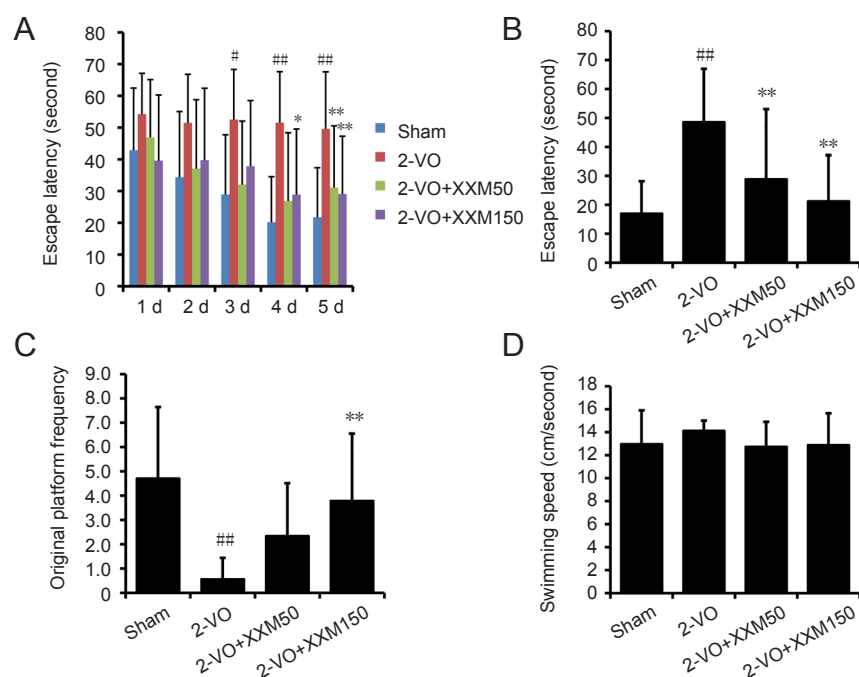 A
Escape latency (second)
80
70
60
50
40
30
20
10
0
#
##
##
*
**
**
1 d 2 d 3 d 4 d 5 d
Sham
2-VO
2-VO+XXM50
2-VO+XXM150
B
Escape latency (second)
80
70
60
50
40
30
20
10
0
##
**
**
Sham
2-VO
2-VO+XXM50
2-VO+XXM150
C
Original platform frequency
9.0
8.0
7.0
6.0
5.0
4.0
3.0
2.0
1.0
0
##
**
Sham
2-VO
2-VO+XXM50
2-VO+XXM150
D
Swimming speed (cm/second)
18
16
14
12
10
8
6
4
2
0
Sham
2-VO
2-VO+XXM50
2-VO+XXM150